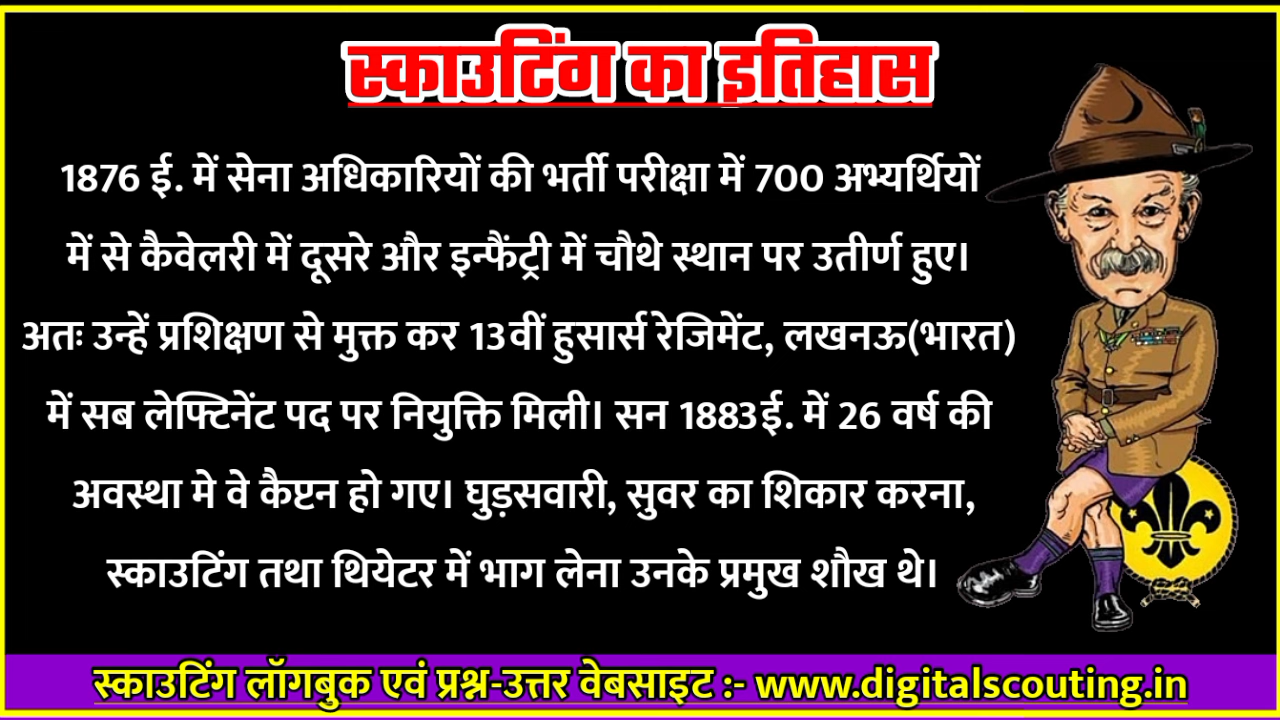 स्काउटिंग का इतिहास
1876 ई. में सेना अधिकारियों की भर्ती परीक्षा में 700 अभ्यर्थियों
में से कैवेलरी में दूसरे और इन्फैंट्री में चौथे स्थान पर उतीर्ण हुए।
अतः उन्हें प्रशिक्षण से मुक्त कर 13वीं हुसार्स रेजिमेंट, लखनऊ(भारत)
में सब लेफ्टिनेंट पद पर नियुक्ति मिली। सन 1883ई. में 26 वर्ष की
अवस्था मे वे कैप्टन हो गए। घुड़सवारी, सुवर का शिकार करना,
स्काउटिंग तथा थियेटर में भाग लेना उनके प्रमुख शौख थे।
स्काउटिंग लॉगबुक एवं प्रश्न-उत्तर वेबसाइट :- www.digitalscouting.in